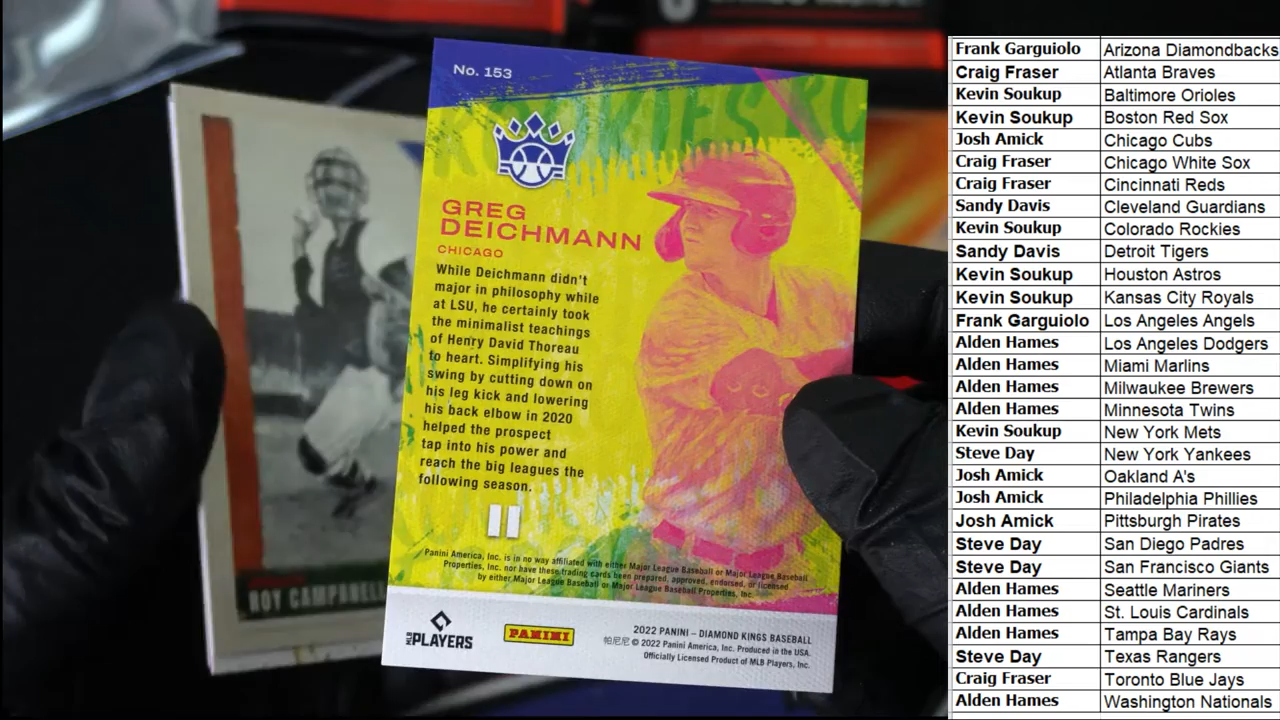 No. 153
GREG
DEICHMANN
CHICAGO
While Deichmann didn't
major in philosophy while
at LSU, he certainly took
the minimalist teachings
of Henry David Thoreau
to heart. Simplifying his
swing by cutting down on
his leg kick and lowering
his back elbow in 2020
helped the prospect
tap into his power and
reach the big leagues the
following season.
Panini America, Inc. is in no way affiliated with either Major League Baseball or Major League Baseball
Properties, Inc. nor have these trading cards been prepared, approved, endorsed, or licensed
by either Major League Baseball or Major League Baseball Properties, Inc.
MLB PLAYERS
PANINI
2022 PANINI – DIAMOND KINGS BASEBALL
帕尼尼 © 2022 Panini America, Inc. Produced in the USA.
Officially Licensed Product of MLB Players, Inc.
ROY
Frank Garguiolo Arizona Diamondbacks
Craig Fraser Atlanta Braves
Kevin Soukup Baltimore Orioles
Kevin Soukup Boston Red Sox
Josh Amick Chicago Cubs
Craig Fraser Chicago White Sox
Craig Fraser Cincinnati Reds
Sandy Davis Cleveland Guardians
Kevin Soukup Colorado Rockies
Sandy Davis Detroit Tigers
Kevin Soukup Houston Astros
Kevin Soukup Kansas City Royals
Frank Garguiolo Los Angeles Angels
Alden Hames Los Angeles Dodgers
Alden Hames Miami Marlins
Alden Hames Milwaukee Brewers
Alden Hames Minnesota Twins
Kevin Soukup New York Mets
Steve Day New York Yankees
Josh Amick Oakland A's
Josh Amick Philadelphia Phillies
Josh Amick Pittsburgh Pirates
Steve Day San Diego Padres
Steve Day San Francisco Giants
Alden Hames Seattle Mariners
Alden Hames St. Louis Cardinals
Alden Hames Tampa Bay Rays
Steve Day Texas Rangers
Craig Fraser Toronto Blue Jays
Alden Hames Washington Nationals